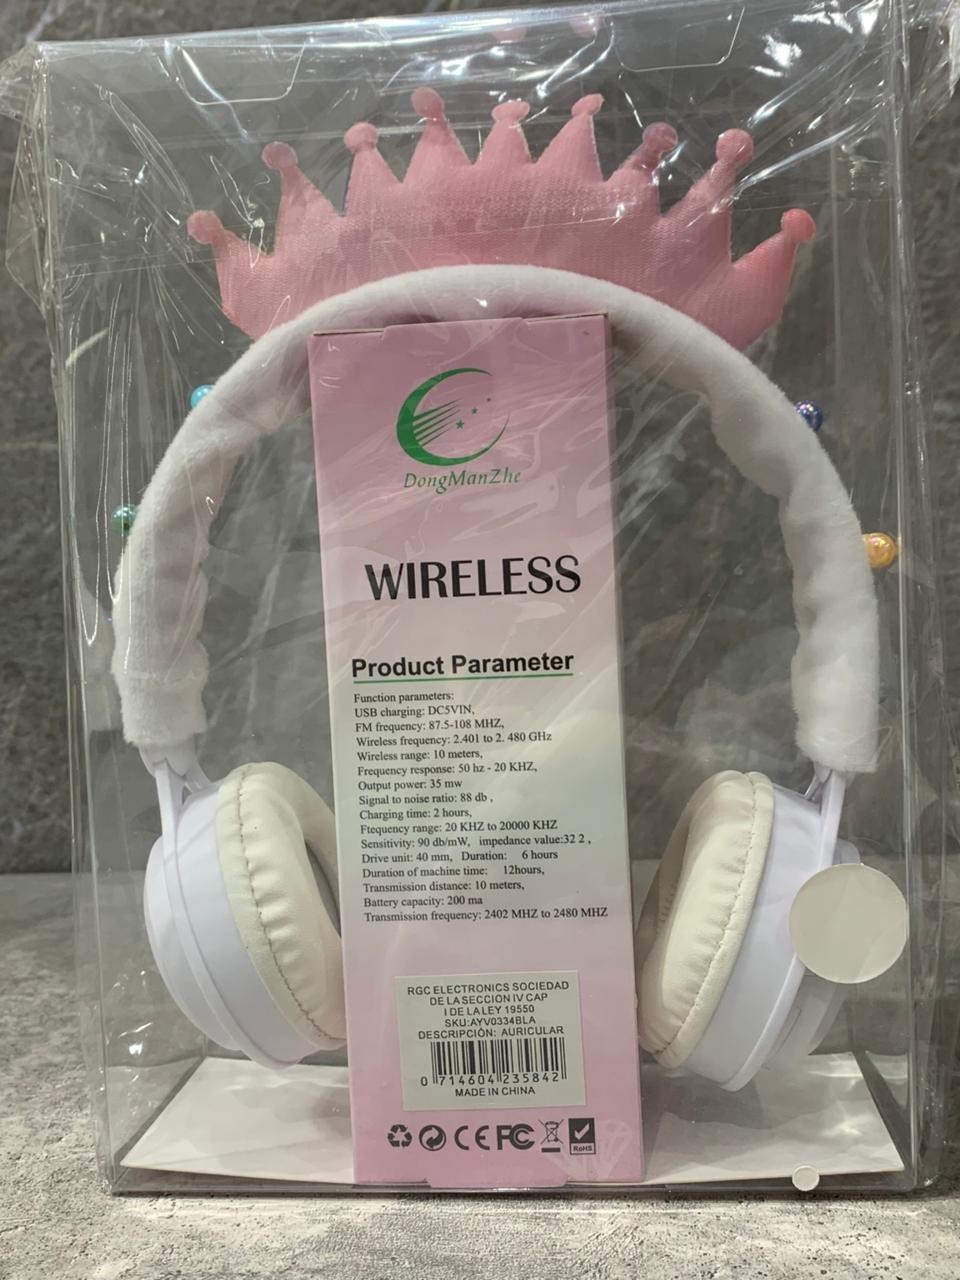 DongManZhe
WIRELESS
Product Parameter
Function parameters:
USB charging: DC5VIN,
FM frequency: 87.5-108 MHZ,
Wireless frequency: 2.401 to 2. 480 GHz
Wireless range: 10 meters,
Frequency response: 50 hz - 20 KHZ,
Output power: 35 mw
Signal to noise ratio: 88 db ,
Charging time: 2 hours,
Ftequency range: 20 KHZ to 20000 KHZ
Sensitivity: 90 db/mW, impedance value:32 2 ,
Drive unit: 40 mm, Duration: 6 hours
Duration of machine time: 12hours,
Transmission distance: 10 meters,
Battery capacity: 200 ma
Transmission frequency: 2402 MHZ to 2480 MHZ
RGC ELECTRONICS SOCIEDAD
DE LA SECCION IV CAP
I DE LA LEY 19550
SKU:AYV0334BLA
DESCRIPCIÓN: AURICULAR
0 714604 235842
MADE IN CHINA
CE FC RoHS